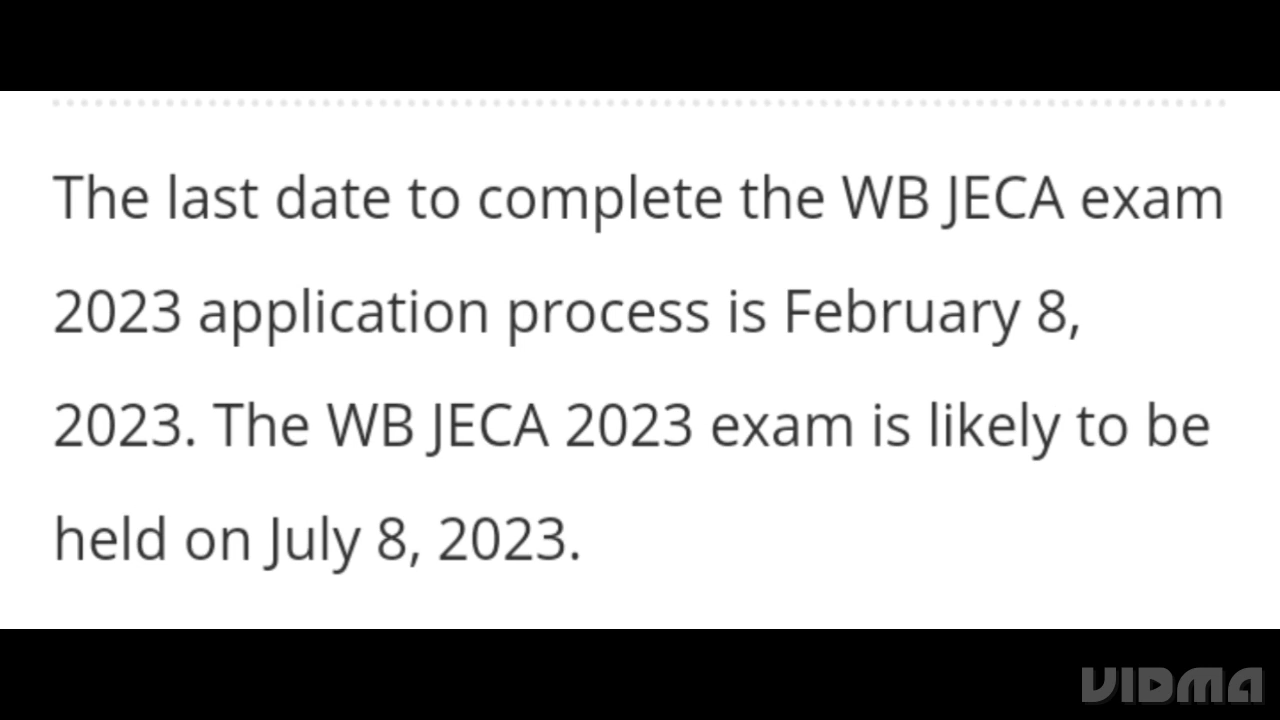 The last date to complete the WB JECA exam
2023 application process is February 8,
2023. The WB JECA 2023 exam is likely to be
held on July 8, 2023.
VIDMA